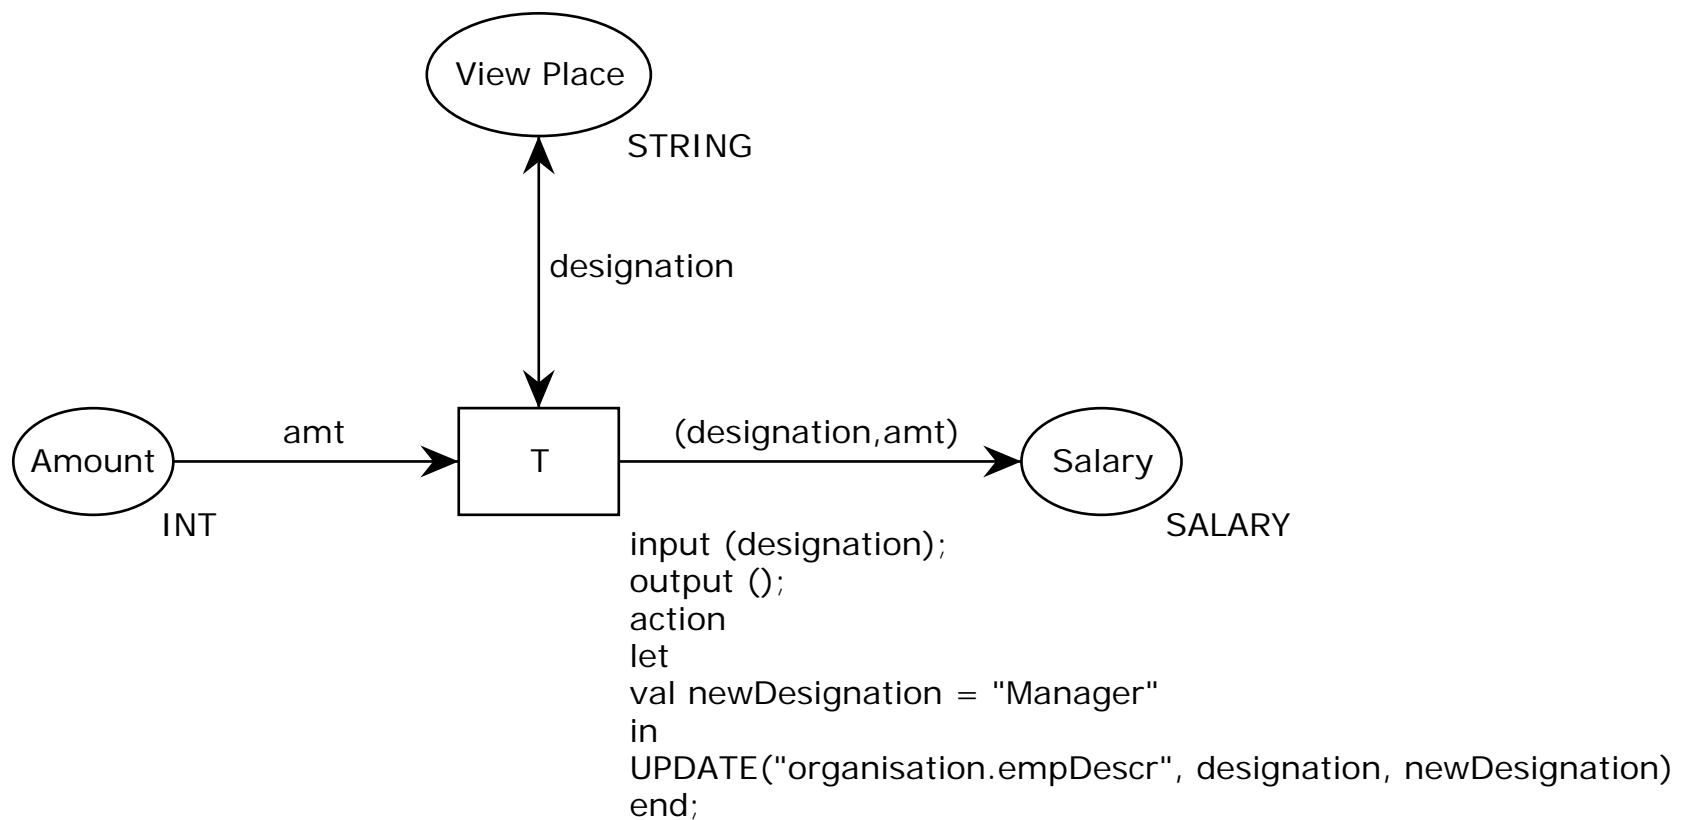 View Place
STRING
designation
amt
(designation,amt)
Amount
T
Salary
INT
SALARY
input (designation);
output ();
action
let
val newDesignation = "Manager"
in
UPDATE("organisation.empDescr", designation, newDesignation)
end;